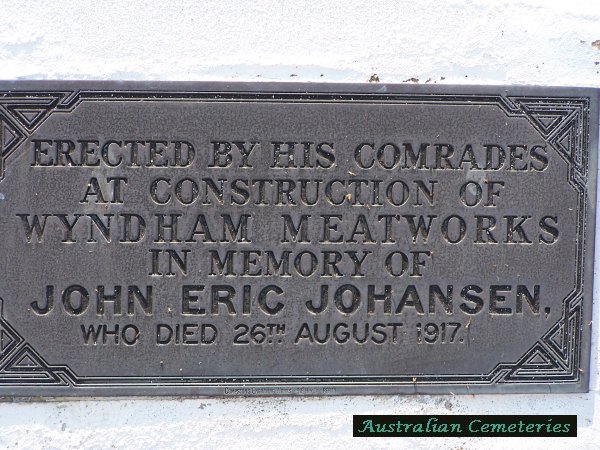 ERECTED BY HIS COMRADES
AT CONSTRUCTION OF
WYNDHAM MEATWORKS
IN MEMORY OF
JOHN ERIC JOHANSEN,
WHO DIED 26TH AUGUST 1917.
Australian Cemeteries